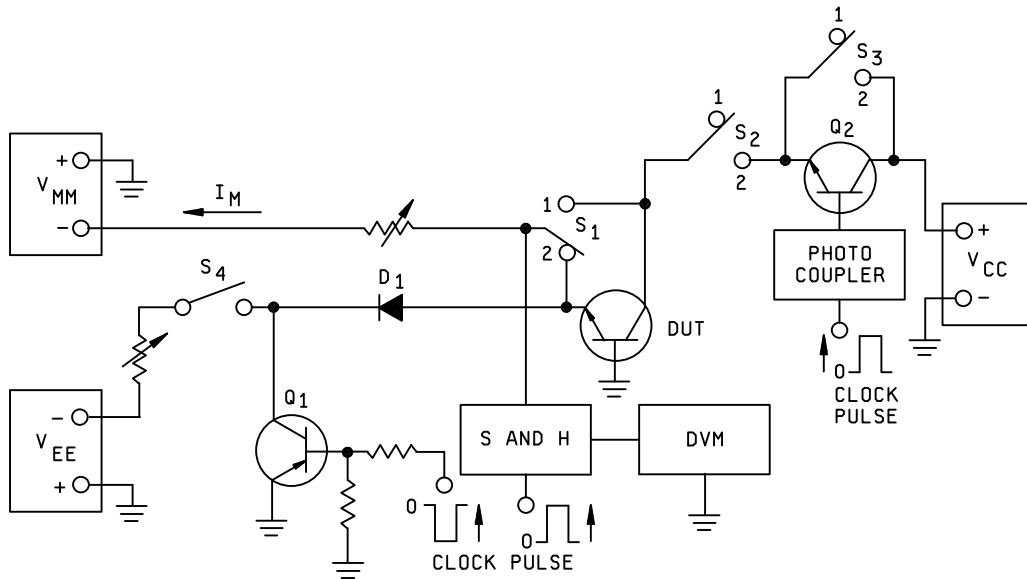 1
S3
2
1
S2
2
Q2
+
VMM
-
IM
1
S1
2
PHOTO
COUPLER
+
VCC
-
S4
D1
DUT
0
CLOCK
PULSE
-
VEE
+
Q1
S AND H
DVM
0
0
CLOCK PULSE